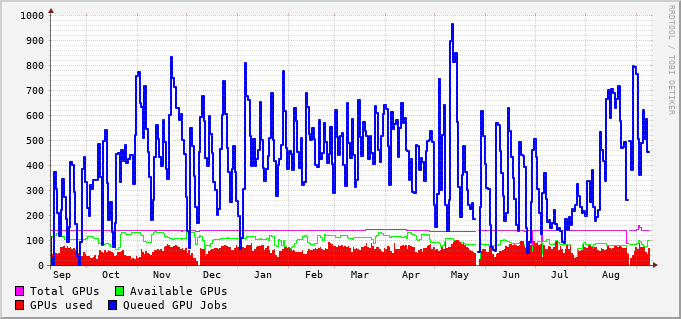 1000
900
800
700
600
500
400
300
200
100
0
Sep Oct Nov Dec Jan Feb Mar Apr May Jun Jul Aug
RRDTOOL / TOBI OETIKER
Total GPUs Available GPUs
GPUs used Queued GPU Jobs